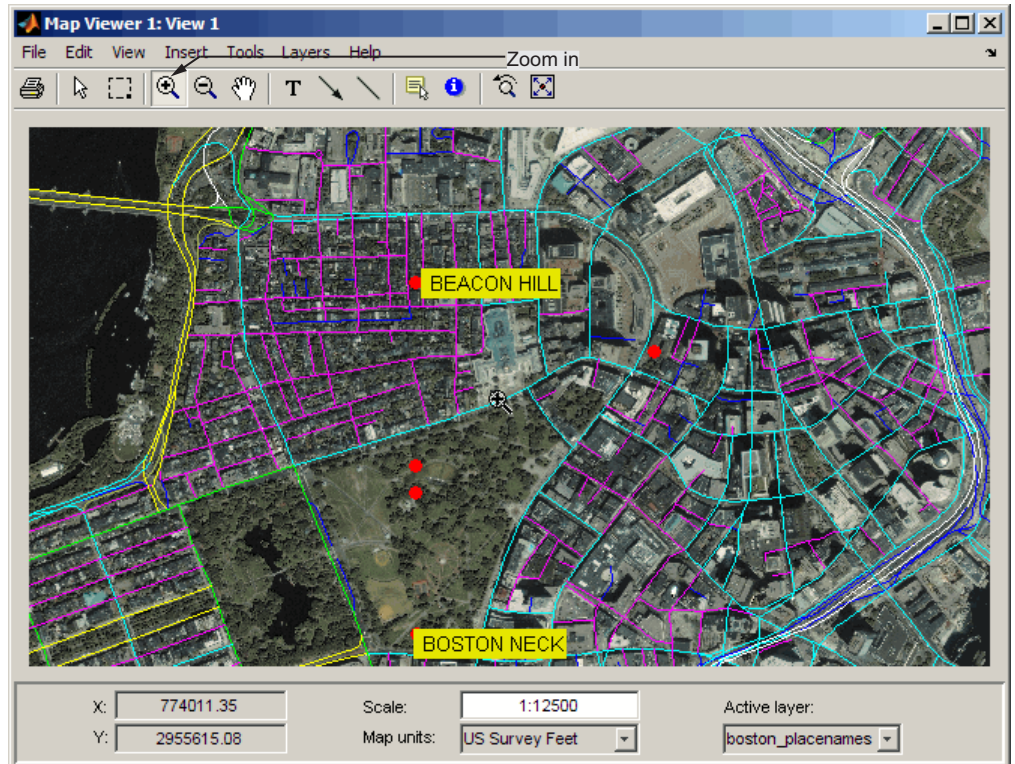 Map Viewer 1: View 1
File Edit View Insert Tools Layers Help
Zoom in
T
BEACON HILL
BOSTON NECK
X: 774011.35 Scale: 1:12500 Active layer:
Y: 2955615.08 Map units: US Survey Feet boston_placenames